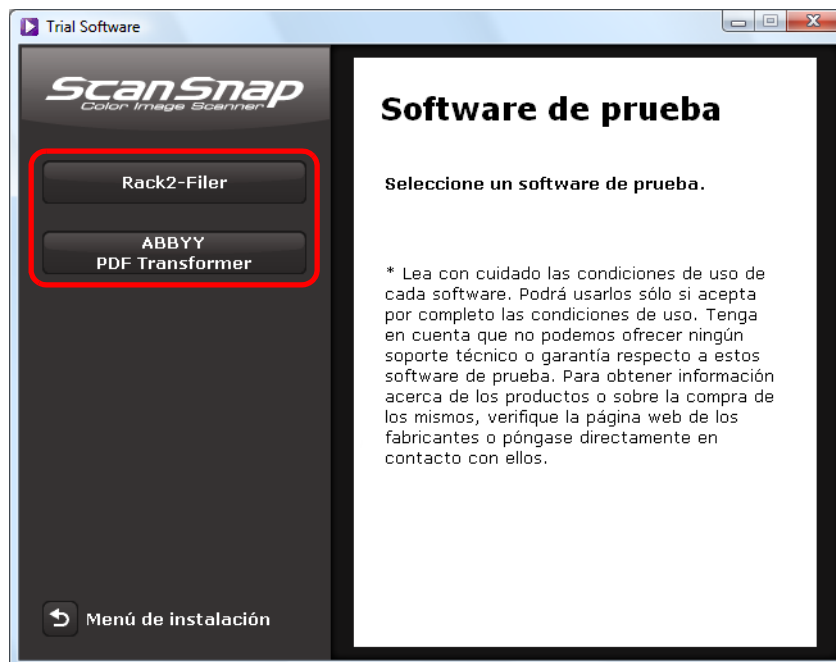 Trial Software
ScanSnap
Color Image Scanner
Rack2-Filer
ABBYY
PDF Transformer
Menú de instalación
Software de prueba
Seleccione un software de prueba.
* Lea con cuidado las condiciones de uso de
cada software. Podrá usarlos sólo si acepta
por completo las condiciones de uso. Tenga
en cuenta que no podemos ofrecer ningún
soporte técnico o garantía respecto a estos
software de prueba. Para obtener información
acerca de los productos o sobre la compra de
los mismos, verifique la página web de los
fabricantes o póngase directamente en
contacto con ellos.